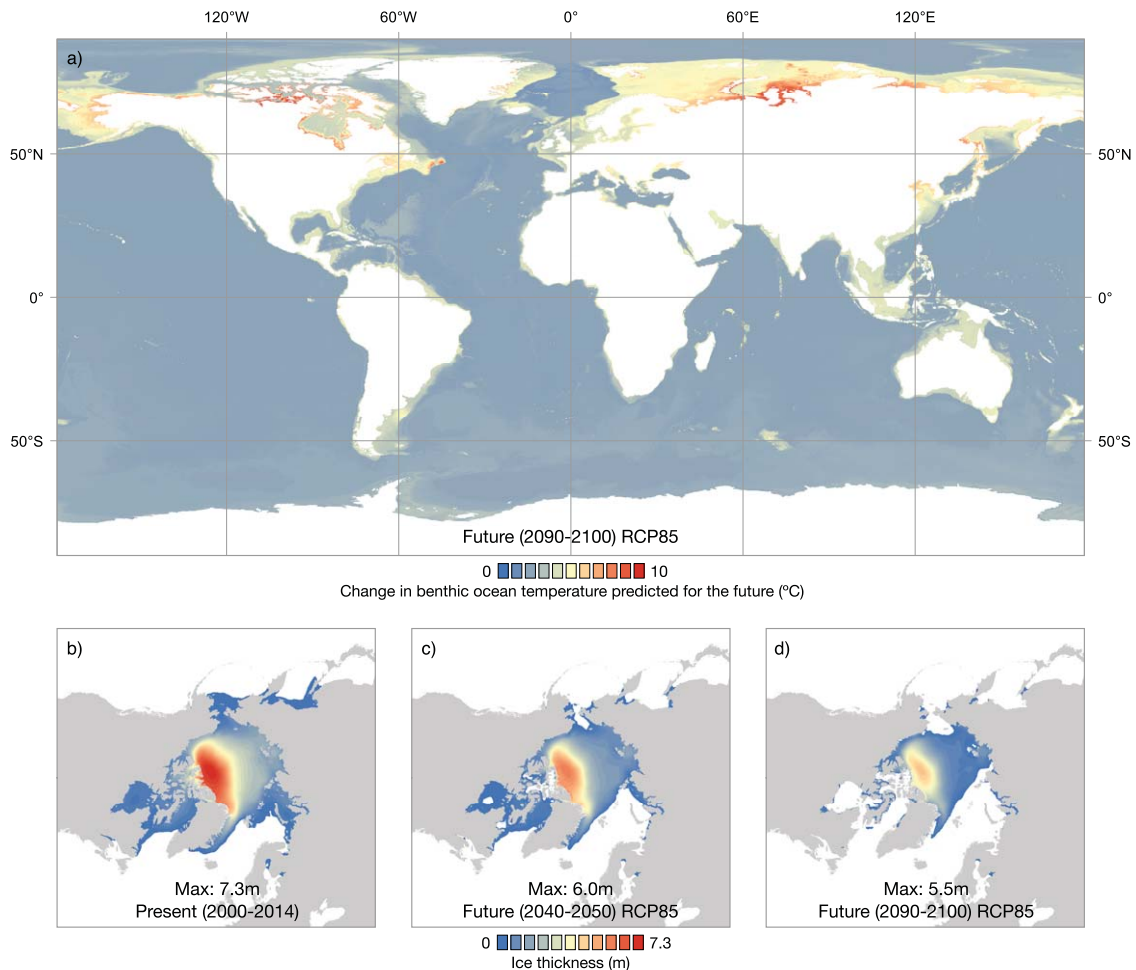 120°W 60°W 0° 60°E 120°E
a)
50°N 50°N
0° 0°
50°S 50°S
Future (2090-2100) RCP85
0 10
Change in benthic ocean temperature predicted for the future (ºC)
b) c) d)
Max: 7.3m Max: 6.0m Max: 5.5m
Present (2000-2014) Future (2040-2050) RCP85 Future (2090-2100) RCP85
0 7.3
Ice thickness (m)